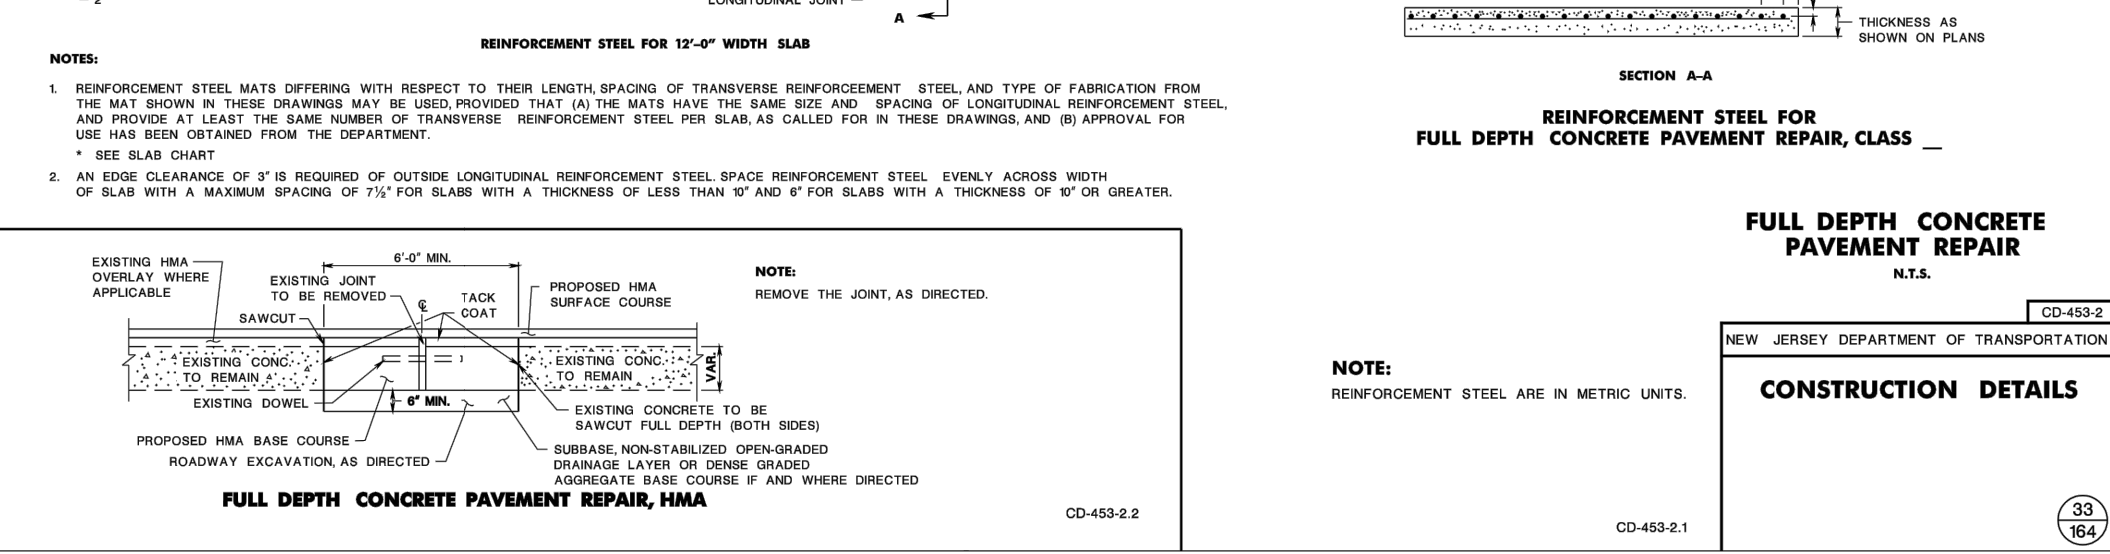 2
LONGITUDINAL JOINT
A
REINFORCEMENT STEEL FOR 12'-0" WIDTH SLAB
NOTES:
1. REINFORCEMENT STEEL MATS DIFFERING WITH RESPECT TO THEIR LENGTH, SPACING OF TRANSVERSE REINFORCEEMENT STEEL, AND TYPE OF FABRICATION FROM
THE MAT SHOWN IN THESE DRAWINGS MAY BE USED, PROVIDED THAT (A) THE MATS HAVE THE SAME SIZE AND SPACING OF LONGITUDINAL REINFORCEMENT STEEL,
AND PROVIDE AT LEAST THE SAME NUMBER OF TRANSVERSE REINFORCEMENT STEEL PER SLAB, AS CALLED FOR IN THESE DRAWINGS, AND (B) APPROVAL FOR
USE HAS BEEN OBTAINED FROM THE DEPARTMENT.
* SEE SLAB CHART
2. AN EDGE CLEARANCE OF 3" IS REQUIRED OF OUTSIDE LONGITUDINAL REINFORCEMENT STEEL. SPACE REINFORCEMENT STEEL EVENLY ACROSS WIDTH
OF SLAB WITH A MAXIMUM SPACING OF 7½" FOR SLABS WITH A THICKNESS OF LESS THAN 10" AND 6" FOR SLABS WITH A THICKNESS OF 10" OR GREATER.
THICKNESS AS
SHOWN ON PLANS
SECTION A-A
REINFORCEMENT STEEL FOR
FULL DEPTH CONCRETE PAVEMENT REPAIR, CLASS __
EXISTING HMA
OVERLAY WHERE
APPLICABLE
6'-0" MIN.
EXISTING JOINT
TO BE REMOVED
SAWCUT
℄
TACK
COAT
PROPOSED HMA
SURFACE COURSE
NOTE:
REMOVE THE JOINT, AS DIRECTED.
EXISTING CONC.
TO REMAIN
EXISTING CONC.
TO REMAIN
VAR.
EXISTING DOWEL
6" MIN.
EXISTING CONCRETE TO BE
SAWCUT FULL DEPTH (BOTH SIDES)
PROPOSED HMA BASE COURSE
ROADWAY EXCAVATION, AS DIRECTED
SUBBASE, NON-STABILIZED OPEN-GRADED
DRAINAGE LAYER OR DENSE GRADED
AGGREGATE BASE COURSE IF AND WHERE DIRECTED
FULL DEPTH CONCRETE PAVEMENT REPAIR, HMA
CD-453-2.2
NOTE:
REINFORCEMENT STEEL ARE IN METRIC UNITS.
CD-453-2.1
FULL DEPTH CONCRETE
PAVEMENT REPAIR
N.T.S.
CD-453-2
NEW JERSEY DEPARTMENT OF TRANSPORTATION
CONSTRUCTION DETAILS
33
164